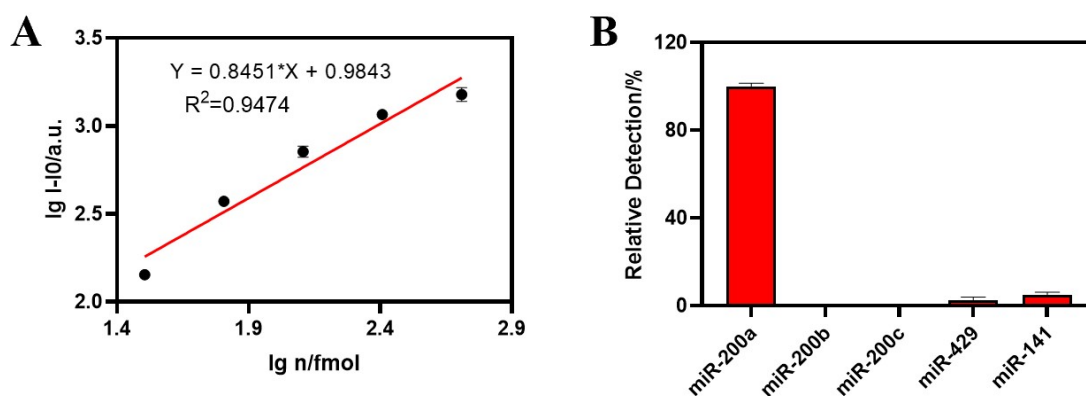 A
Y = 0.8451*X + 0.9843
R²=0.9474
lg I-I0/a.u.
3.5
3.0
2.5
2.0
1.4
1.9
2.4
2.9
lg n/fmol
B
Relative Detection/%
120
80
40
0
miR-200a
miR-200b
miR-200c
miR-429
miR-141